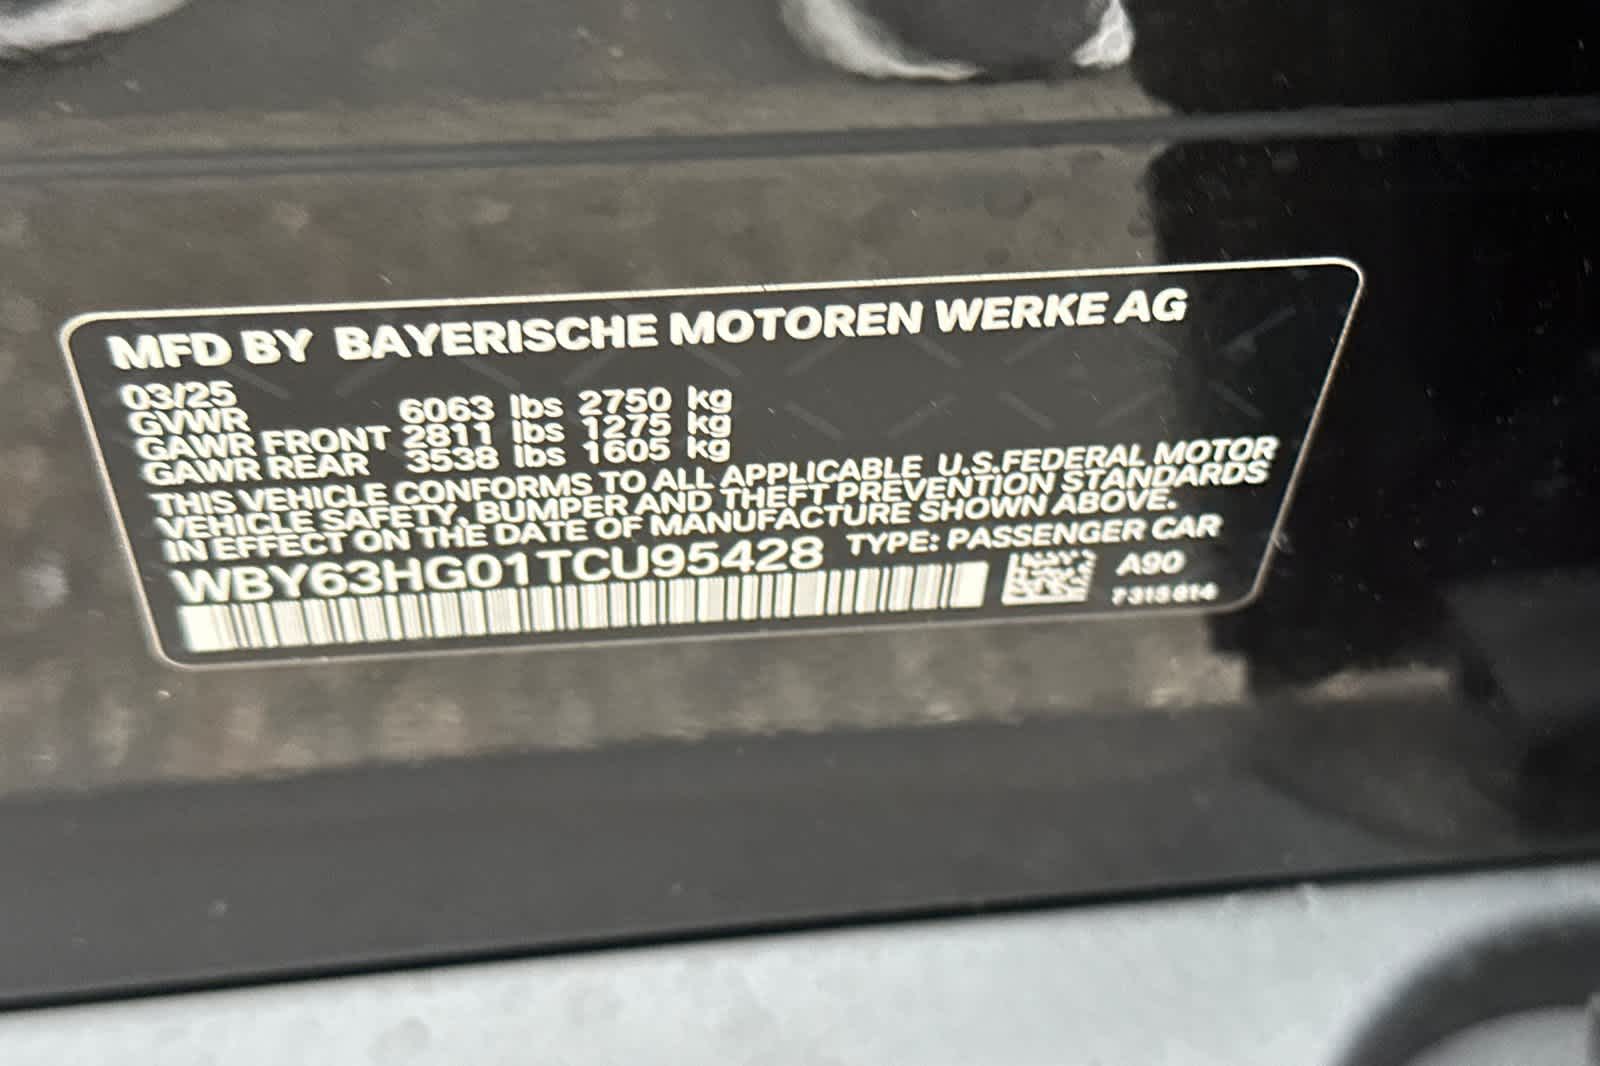 MFD BY BAYERISCHE MOTOREN WERKE AG
03/25
GVWR 6063 lbs 2750 kg
GAWR FRONT 2811 lbs 1275 kg
GAWR REAR 3538 lbs 1605 kg
THIS VEHICLE CONFORMS TO ALL APPLICABLE U.S.FEDERAL MOTOR
VEHICLE SAFETY, BUMPER AND THEFT PREVENTION STANDARDS
IN EFFECT ON THE DATE OF MANUFACTURE SHOWN ABOVE.
WBY63HG01TCU95428 TYPE: PASSENGER CAR
A90
7315614